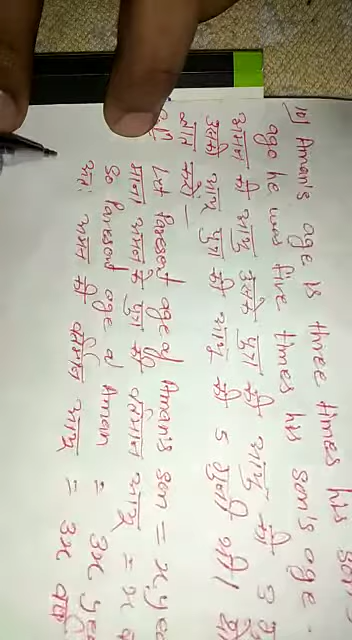 10) Aman's age is three times his son's
ago he was five times his son's age.
अमन की आयु उसके पुत्र की आयु की 3
उसकी आयु पुत्र की आयु की 5 गुनी थी।
ज्ञात करें -
Let Paresent age of Aman's son = x yea
माना अमन के पुत्र की वर्तमान आयु = x व
So Paresent age of Aman = 3x yea
अतः अमन की वर्तमान आयु = 3x वर्ष